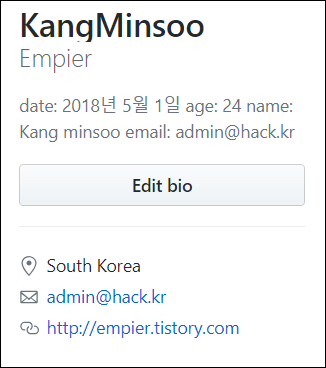 KangMinsoo
Empier
date: 2018년 5월 1일 age: 24 name:
Kang minsoo email: admin@hack.kr
Edit bio
South Korea
admin@hack.kr
http://empier.tistory.com